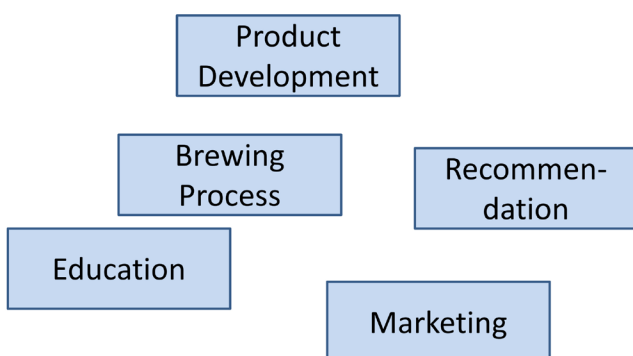 Product
Development
Brewing
Process
Recommen-
dation
Education
Marketing